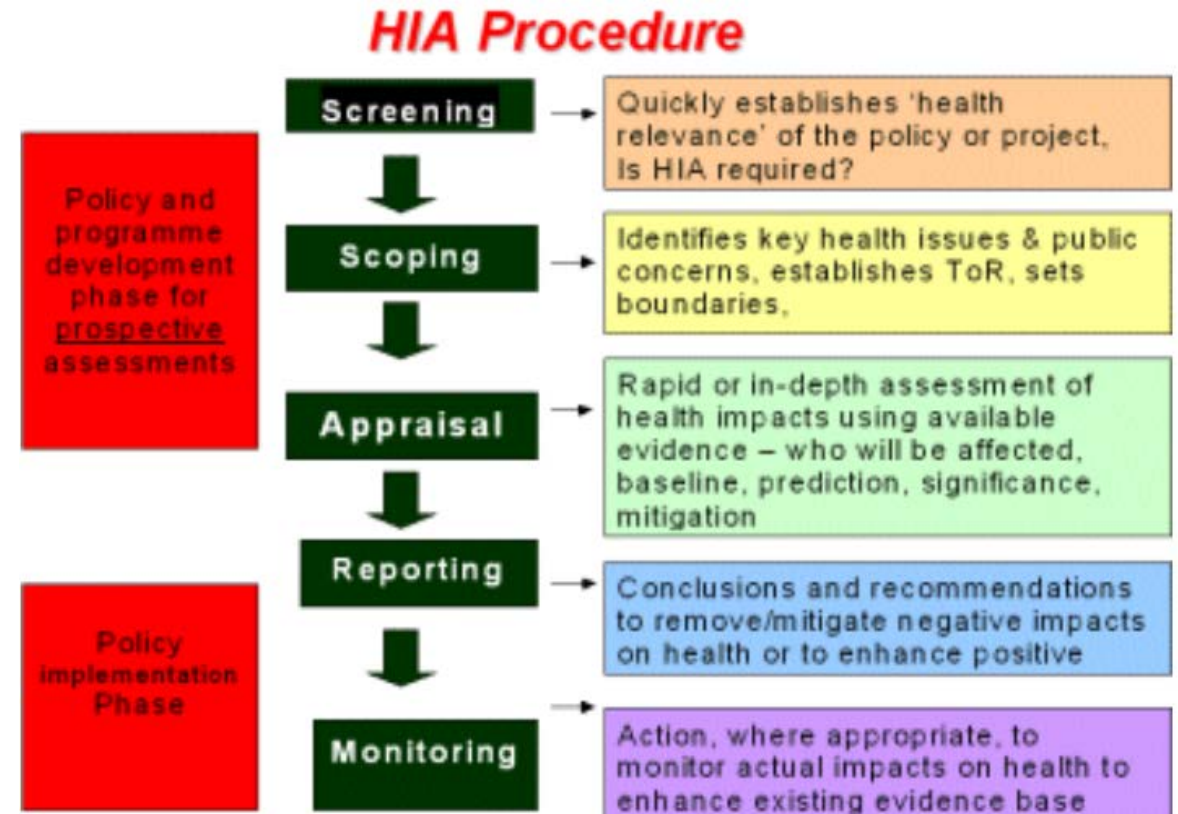 HIA Procedure
Screening
Quickly establishes ‘health
relevance’ of the policy or project,
Is HIA required?
Policy and
programme
development
phase for
prospective
assessments
Scoping
Identifies key health issues & public
concerns, establishes ToR, sets
boundaries,
Appraisal
Rapid or in-depth assessment of
health impacts using available
evidence – who will be affected,
baseline, prediction, significance,
mitigation
Reporting
Conclusions and recommendations
to remove/mitigate negative impacts
on health or to enhance positive
Policy
implementation
Phase
Monitoring
Action, where appropriate, to
monitor actual impacts on health to
enhance existing evidence base